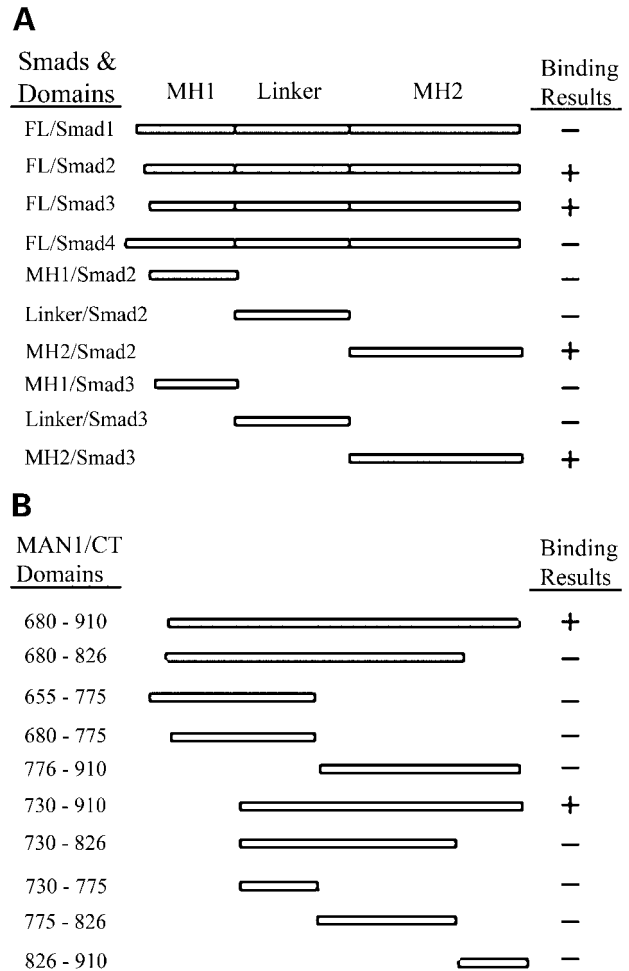 A
Smads & Domains MH1 Linker MH2 Binding Results
FL/Smad1 −
FL/Smad2 +
FL/Smad3 +
FL/Smad4 −
MH1/Smad2 −
Linker/Smad2 −
MH2/Smad2 +
MH1/Smad3 −
Linker/Smad3 −
MH2/Smad3 +
B
MAN1/CT Domains Binding Results
680 - 910 +
680 - 826 −
655 - 775 −
680 - 775 −
776 - 910 −
730 - 910 +
730 - 826 −
730 - 775 −
775 - 826 −
826 - 910 −